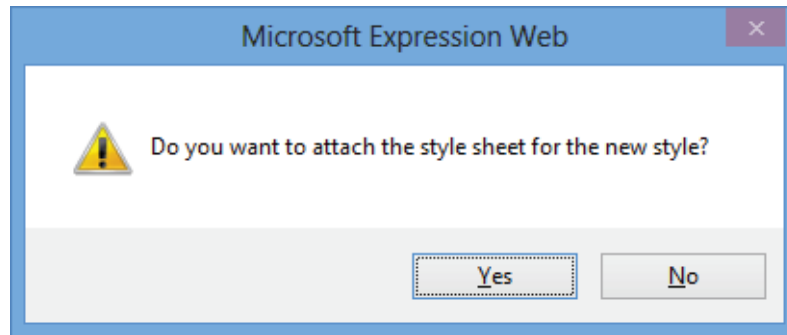 Microsoft Expression Web
Do you want to attach the style sheet for the new style?
Yes
No